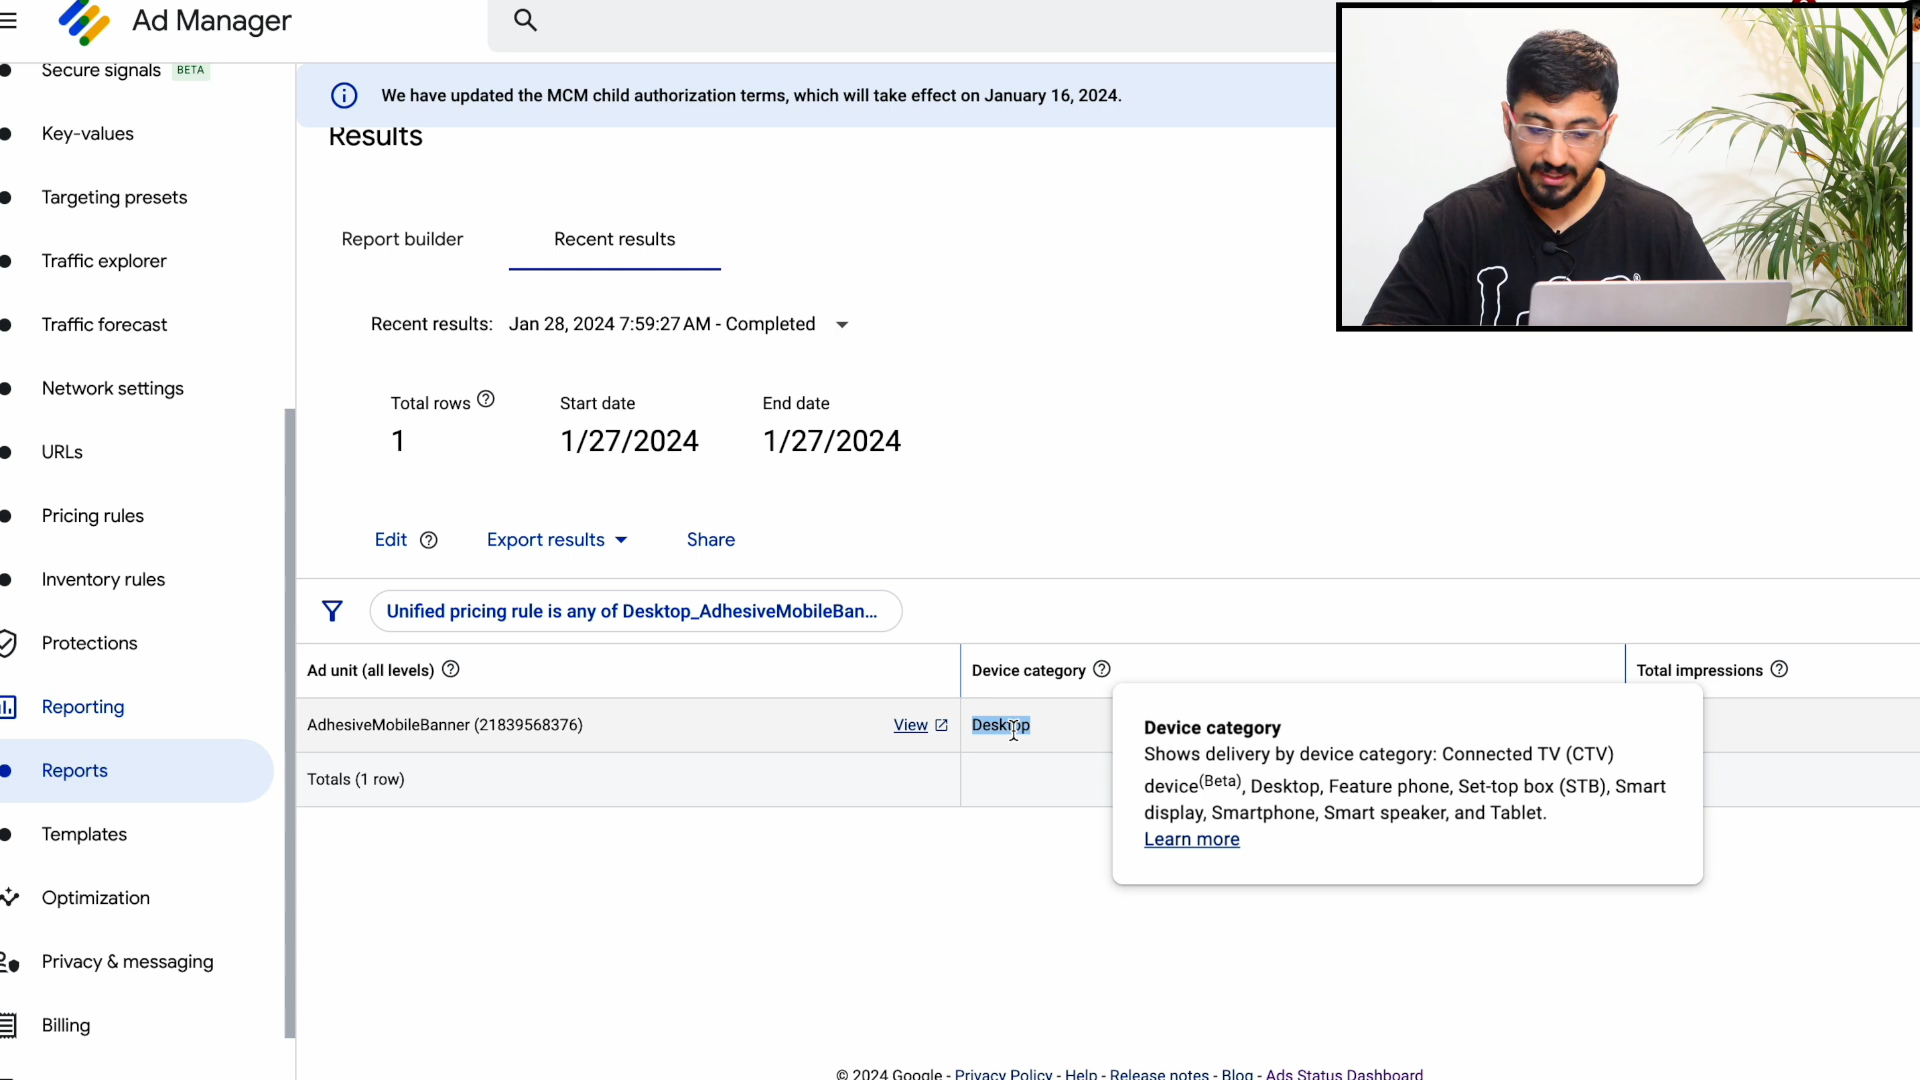 Ad Manager
Secure signals BETA
Key-values
Targeting presets
Traffic explorer
Traffic forecast
Network settings
URLs
Pricing rules
Inventory rules
Protections
Reporting
Reports
Templates
Optimization
Privacy & messaging
Billing
We have updated the MCM child authorization terms, which will take effect on January 16, 2024.
Results
Report builder
Recent results
Recent results: Jan 28, 2024 7:59:27 AM - Completed
Total rows
1
Start date
1/27/2024
End date
1/27/2024
Edit
Export results
Share
Unified pricing rule is any of Desktop_AdhesiveMobileBan...
Ad unit (all levels)
Device category
Total impressions
AdhesiveMobileBanner (21839568376)
View
Desktop
Totals (1 row)
Device category
Shows delivery by device category: Connected TV (CTV)
device(Beta), Desktop, Feature phone, Set-top box (STB), Smart
display, Smartphone, Smart speaker, and Tablet.
Learn more
© 2024 Google - Privacy Policy - Help - Release notes - Blog - Ads Status Dashboard